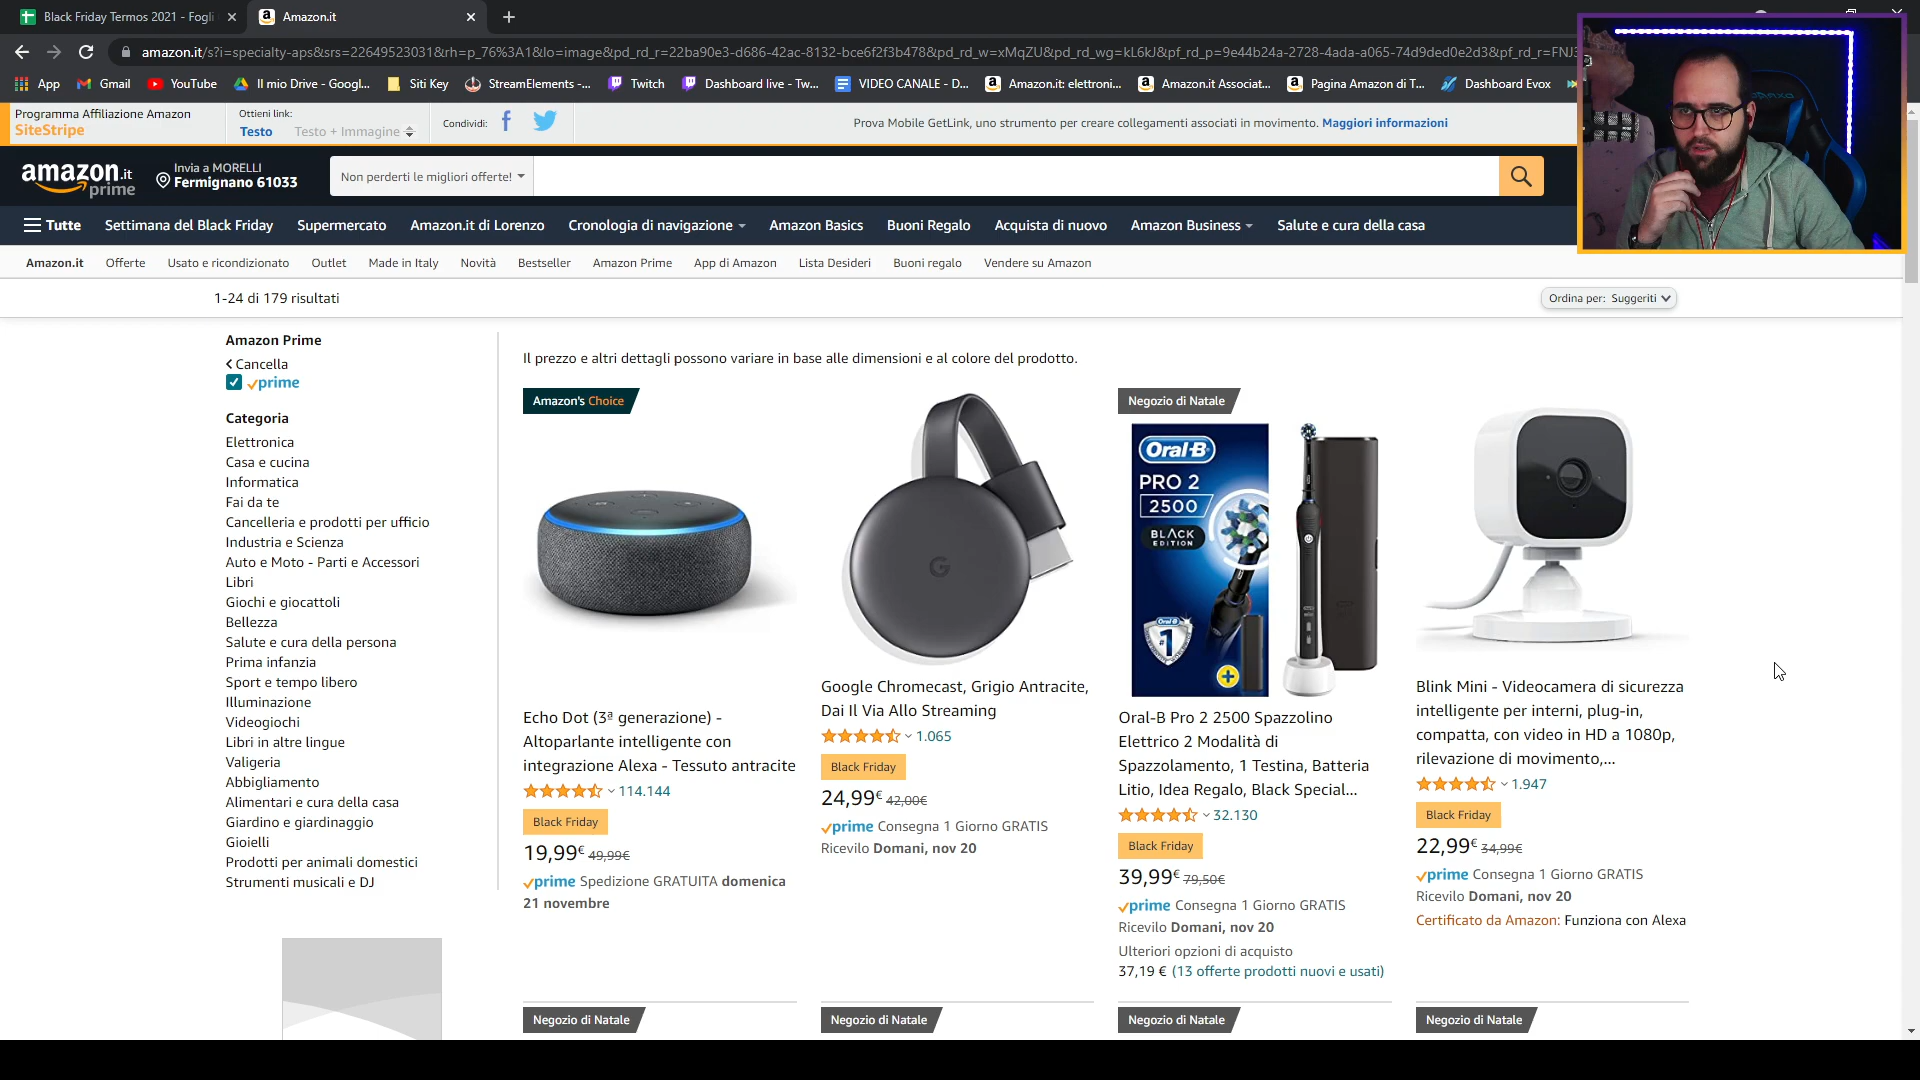 Black Friday Termos 2021 - Fogli
Amazon.it
amazon.it/s?i=specialty-aps&srs=22649523031&rh=p_76%3A1&lo=image&pd_rd_r=22ba90e3-d686-42ac-8132-bce6f2f3b478&pd_rd_w=xMqZU&pd_rd_wg=kL6kJ&pf_rd_p=9e44b24a-2728-4ada-a065-74d9ded0e2d3&pf_rd_r=FNJ3
App
Gmail
YouTube
Il mio Drive - Googl...
Siti Key
StreamElements -...
Twitch
Dashboard live - Tw...
VIDEO CANALE - D...
Amazon.it: elettroni...
Amazon.it Associat...
Pagina Amazon di T...
Dashboard Evox
Programma Affiliazione Amazon
SiteStripe
Ottieni link:
Testo Testo + Immagine
Condividi:
Prova Mobile GetLink, uno strumento per creare collegamenti associati in movimento. Maggiori informazioni
amazon.it
prime
Invia a MORELLI
Fermignano 61033
Non perderti le migliori offerte!
Tutte
Settimana del Black Friday
Supermercato
Amazon.it di Lorenzo
Cronologia di navigazione
Amazon Basics
Buoni Regalo
Acquista di nuovo
Amazon Business
Salute e cura della casa
Amazon.it
Offerte
Usato e ricondizionato
Outlet
Made in Italy
Novità
Bestseller
Amazon Prime
App di Amazon
Lista Desideri
Buoni regalo
Vendere su Amazon
1-24 di 179 risultati
Ordina per: Suggeriti
Amazon Prime
Cancella
prime
Categoria
Elettronica
Casa e cucina
Informatica
Fai da te
Cancelleria e prodotti per ufficio
Industria e Scienza
Auto e Moto - Parti e Accessori
Libri
Giochi e giocattoli
Bellezza
Salute e cura della persona
Prima infanzia
Sport e tempo libero
Illuminazione
Videogiochi
Libri in altre lingue
Valigeria
Abbigliamento
Alimentari e cura della casa
Giardino e giardinaggio
Gioielli
Prodotti per animali domestici
Strumenti musicali e DJ
Il prezzo e altri dettagli possono variare in base alle dimensioni e al colore del prodotto.
Amazon's Choice
Echo Dot (3ª generazione) -
Altoparlante intelligente con
integrazione Alexa - Tessuto antracite
114.144
Black Friday
19,99€ 49,99€
prime Spedizione GRATUITA domenica
21 novembre
G
Google Chromecast, Grigio Antracite,
Dai Il Via Allo Streaming
1.065
Black Friday
24,99€ 42,00€
prime Consegna 1 Giorno GRATIS
Ricevilo Domani, nov 20
Negozio di Natale
Oral-B
PRO 2
2500
BLACK
EDITION
Oral-B
#1
Oral-B Pro 2 2500 Spazzolino
Elettrico 2 Modalità di
Spazzolamento, 1 Testina, Batteria
Litio, Idea Regalo, Black Special...
32.130
Black Friday
39,99€ 79,50€
prime Consegna 1 Giorno GRATIS
Ricevilo Domani, nov 20
Ulteriori opzioni di acquisto
37,19 € (13 offerte prodotti nuovi e usati)
Blink Mini - Videocamera di sicurezza
intelligente per interni, plug-in,
compatta, con video in HD a 1080p,
rilevazione di movimento,...
1.947
Black Friday
22,99€ 34,99€
prime Consegna 1 Giorno GRATIS
Ricevilo Domani, nov 20
Certificato da Amazon: Funziona con Alexa
Negozio di Natale
Negozio di Natale
Negozio di Natale
Negozio di Natale